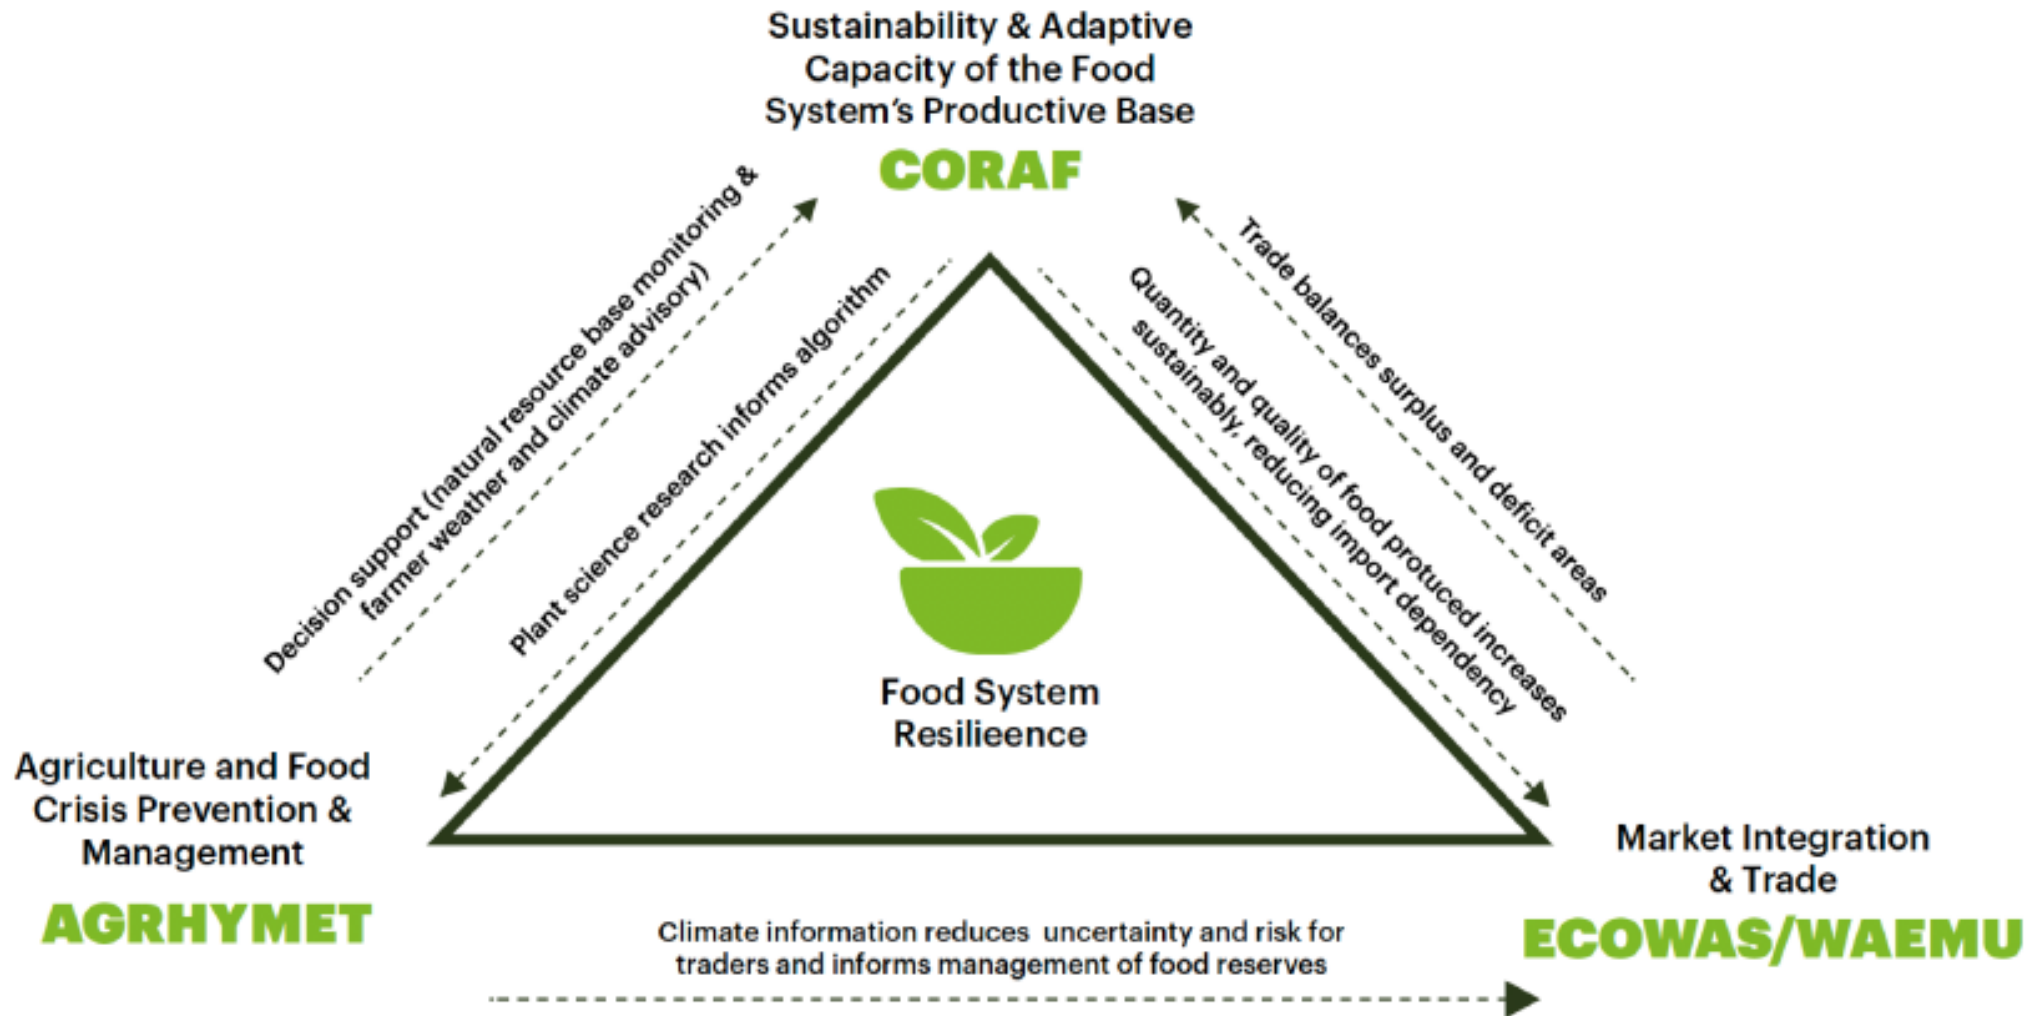 Sustainability & Adaptive
Capacity of the Food
System's Productive Base
CORAF
Decision support (natural resource base monitoring &
farmer weather and climate advisory)
Plant science research informs algorithm
Trade balances surplus and deficit areas
Quantity and quality of food protuced increases
sustainably, reducing import dependency
Food System
Resilieence
Agriculture and Food
Crisis Prevention &
Management
AGRHYMET
Market Integration
& Trade
ECOWAS/WAEMU
Climate information reduces uncertainty and risk for
traders and informs management of food reserves